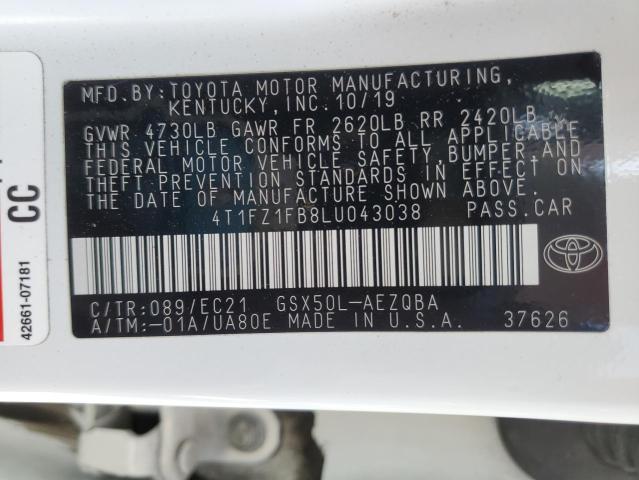 MFD.BY:TOYOTA MOTOR MANUFACTURING,
KENTUCKY,INC.10/19
GVWR 4730LB GAWR FR 2620LB RR 2420LB
THIS VEHICLE CONFORMS TO ALL APPLICABLE
FEDERAL MOTOR VEHICLE SAFETY,BUMPER,AND
THEFT PREVENTION STANDARDS IN EFFECT ON
THE DATE OF MANUFACTURE SHOWN ABOVE.
4T1FZ1FB8LU043038 PASS.CAR
C/TR:089/EC21 GSX50L-AEZQBA
A/TM:-01A/UA80E MADE IN U.S.A. 37626
CC
42661-07181